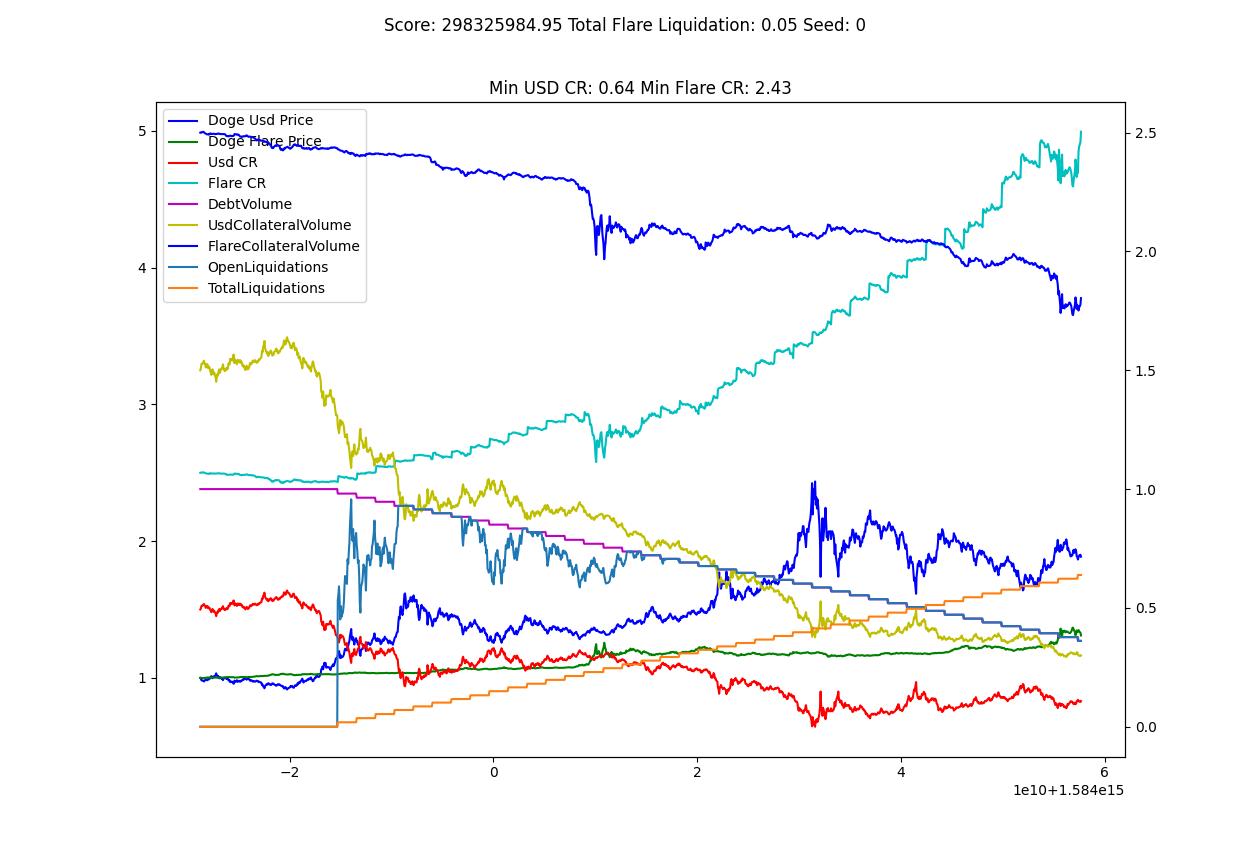 Score: 298325984.95 Total Flare Liquidation: 0.05 Seed: 0
Min USD CR: 0.64 Min Flare CR: 2.43
Doge Usd Price
Doge Flare Price
Usd CR
Flare CR
DebtVolume
UsdCollateralVolume
FlareCollateralVolume
OpenLiquidations
TotalLiquidations
5
4
3
2
1
2.5
2.0
1.5
1.0
0.5
0.0
−2
0
2
4
6
1e10+1.584e15